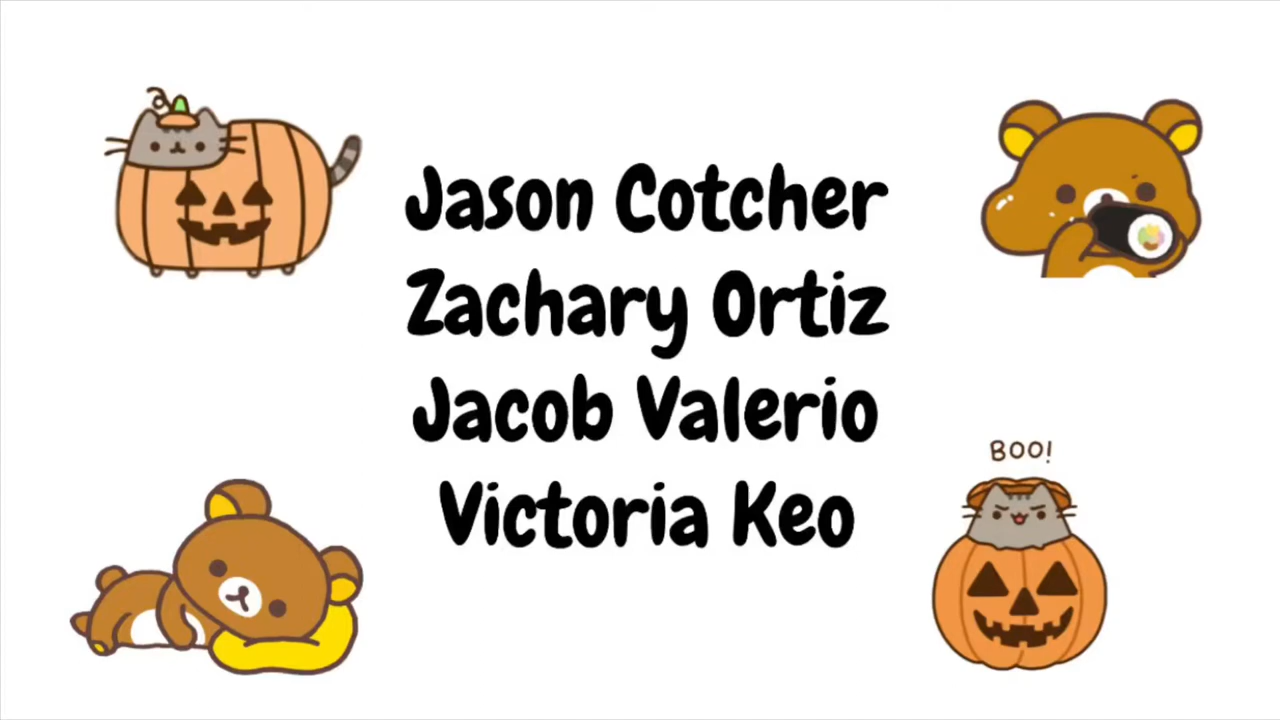 Jason Cotcher
Zachary Ortiz
Jacob Valerio
BOO!
Victoria Keo